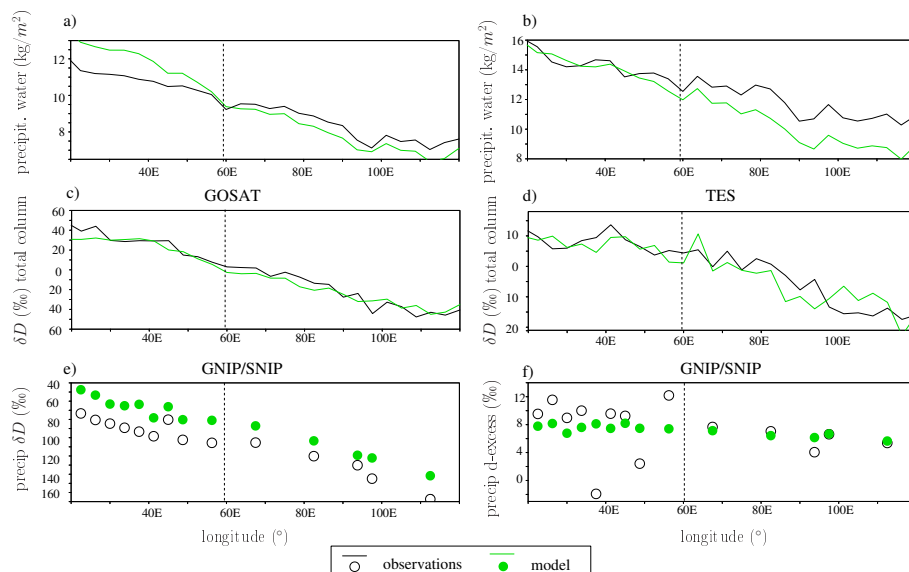 a)
b)
precipit. water (kg/m²)
12
11
10
9
8
7
40E
60E
80E
100E
precipit. water (kg/m²)
16
14
12
10
8
40E
60E
80E
100E
c)
GOSAT
d)
TES
δD (‰) total column
60
40
20
0
20
40
60
40E
60E
80E
100E
δD (‰) total column
10
0
10
20
40E
60E
80E
100E
e)
GNIP/SNIP
f)
GNIP/SNIP
precip δD (‰)
40
60
80
100
120
140
160
40E
60E
80E
100E
longitude (°)
precip d-excess (‰)
12
8
4
0
40E
60E
80E
100E
longitude (°)
observations
model